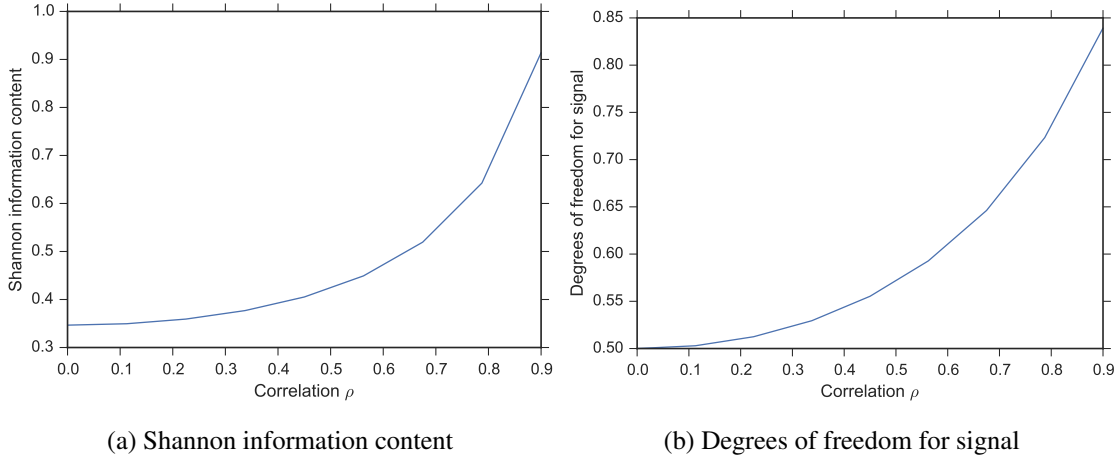 1.0
0.9
0.8
0.7
0.6
0.5
0.4
0.3
Shannon information content
0.0 0.1 0.2 0.3 0.4 0.5 0.6 0.7 0.8 0.9
Correlation ρ
(a) Shannon information content
0.85
0.80
0.75
0.70
0.65
0.60
0.55
0.50
Degrees of freedom for signal
0.0 0.1 0.2 0.3 0.4 0.5 0.6 0.7 0.8 0.9
Correlation ρ
(b) Degrees of freedom for signal